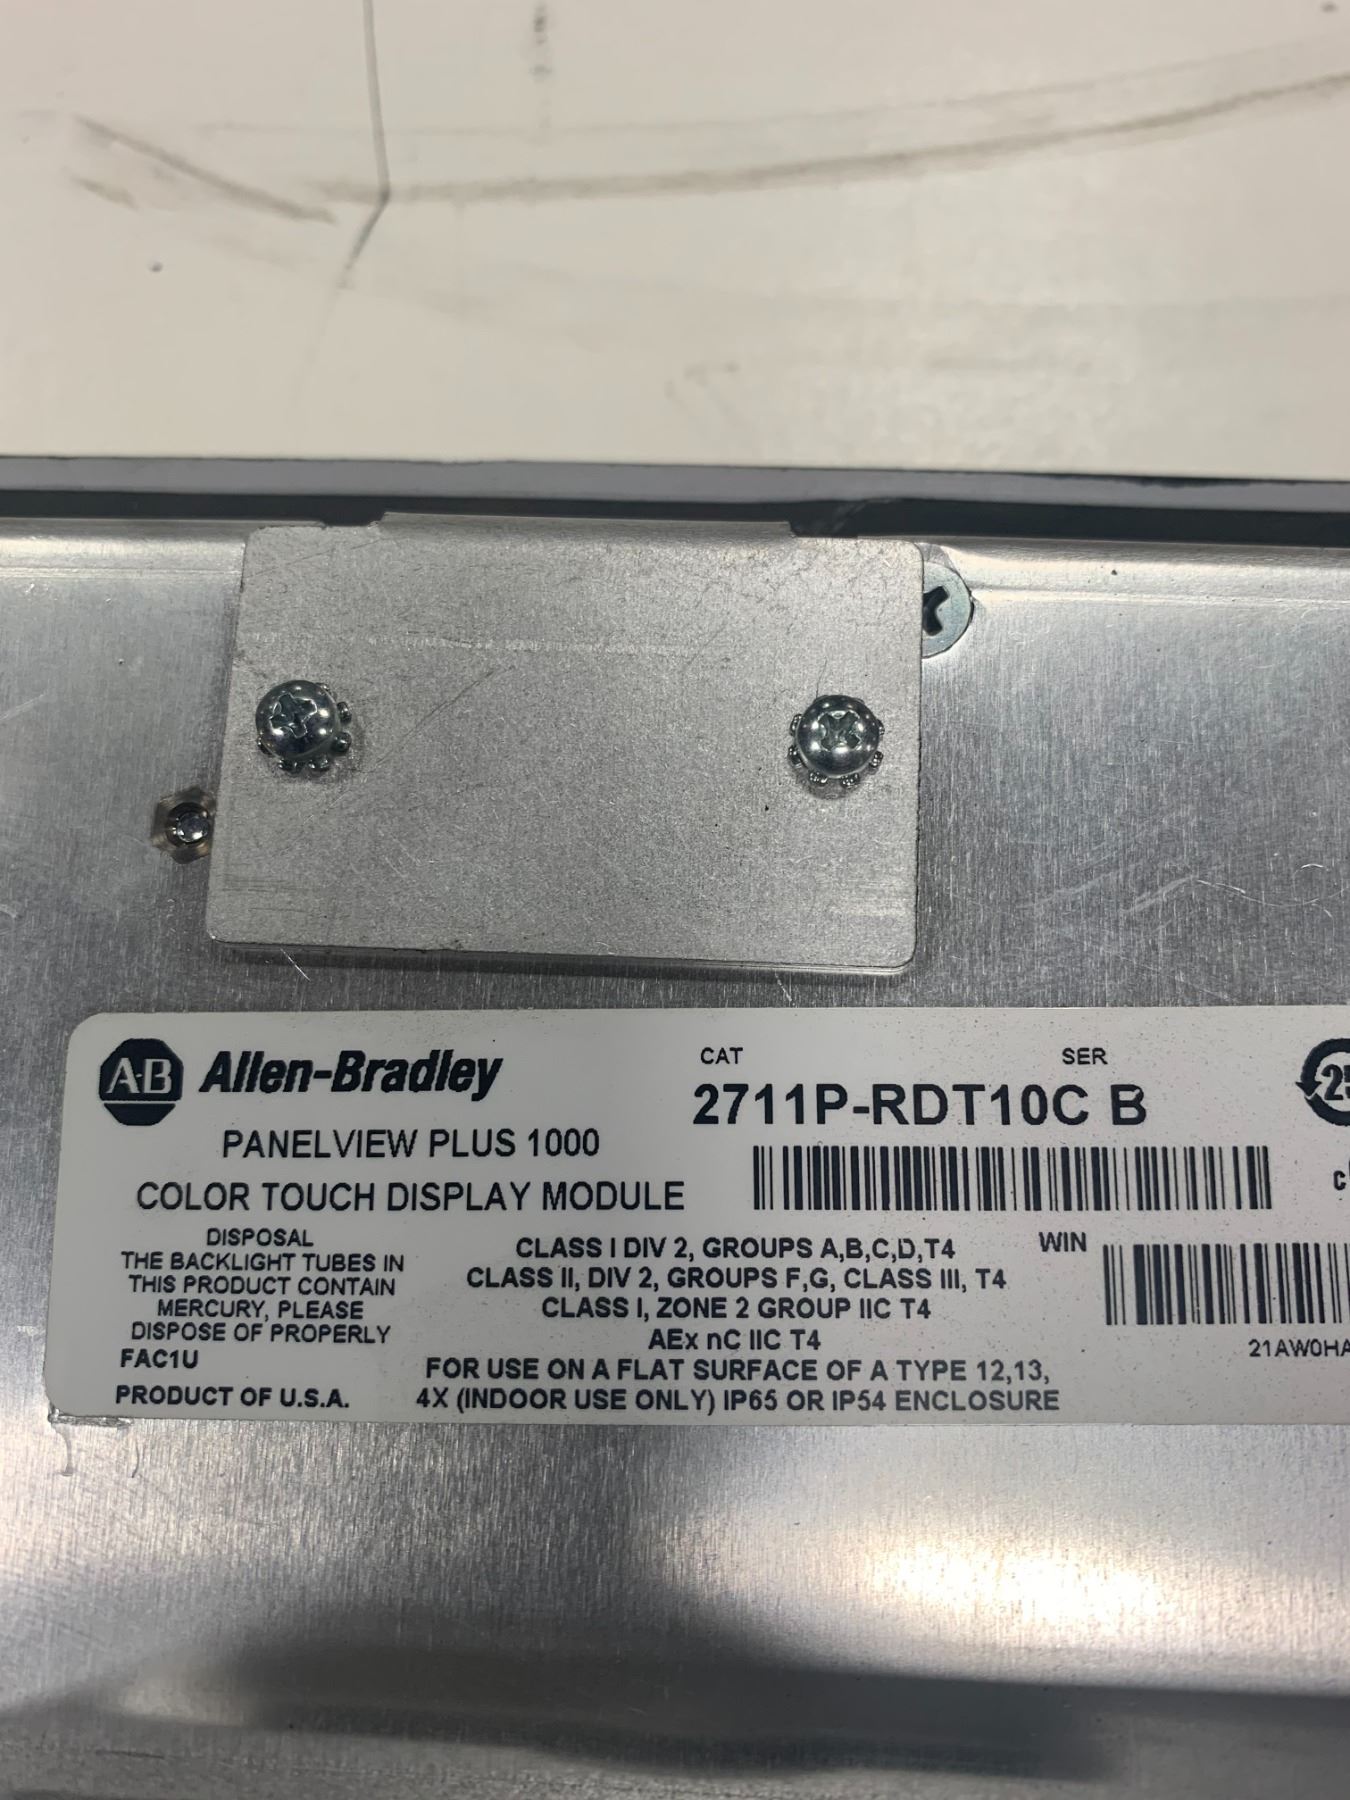 AB Allen-Bradley
CAT SER
2711P-RDT10C B
25
PANELVIEW PLUS 1000
COLOR TOUCH DISPLAY MODULE
c
DISPOSAL
THE BACKLIGHT TUBES IN
THIS PRODUCT CONTAIN
MERCURY, PLEASE
DISPOSE OF PROPERLY
FAC1U
PRODUCT OF U.S.A.
CLASS I DIV 2, GROUPS A,B,C,D,T4
CLASS II, DIV 2, GROUPS F,G, CLASS III, T4
CLASS I, ZONE 2 GROUP IIC T4
AEx nC IIC T4
FOR USE ON A FLAT SURFACE OF A TYPE 12,13,
4X (INDOOR USE ONLY) IP65 OR IP54 ENCLOSURE
WIN
21AW0HA